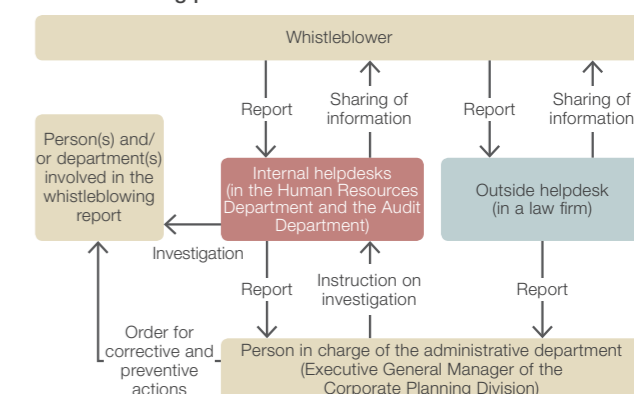 Whistleblower
Report
Sharing of
information
Report
Sharing of
information
Person(s) and/
or department(s)
involved in the
whistleblowing
report
Internal helpdesks
(in the Human Resources
Department and the Audit
Department)
Outside helpdesk
(in a law firm)
Investigation
Report
Instruction on
investigation
Report
Order for
corrective and
preventive
actions
Person in charge of the administrative department
(Executive General Manager of the
Corporate Planning Division)